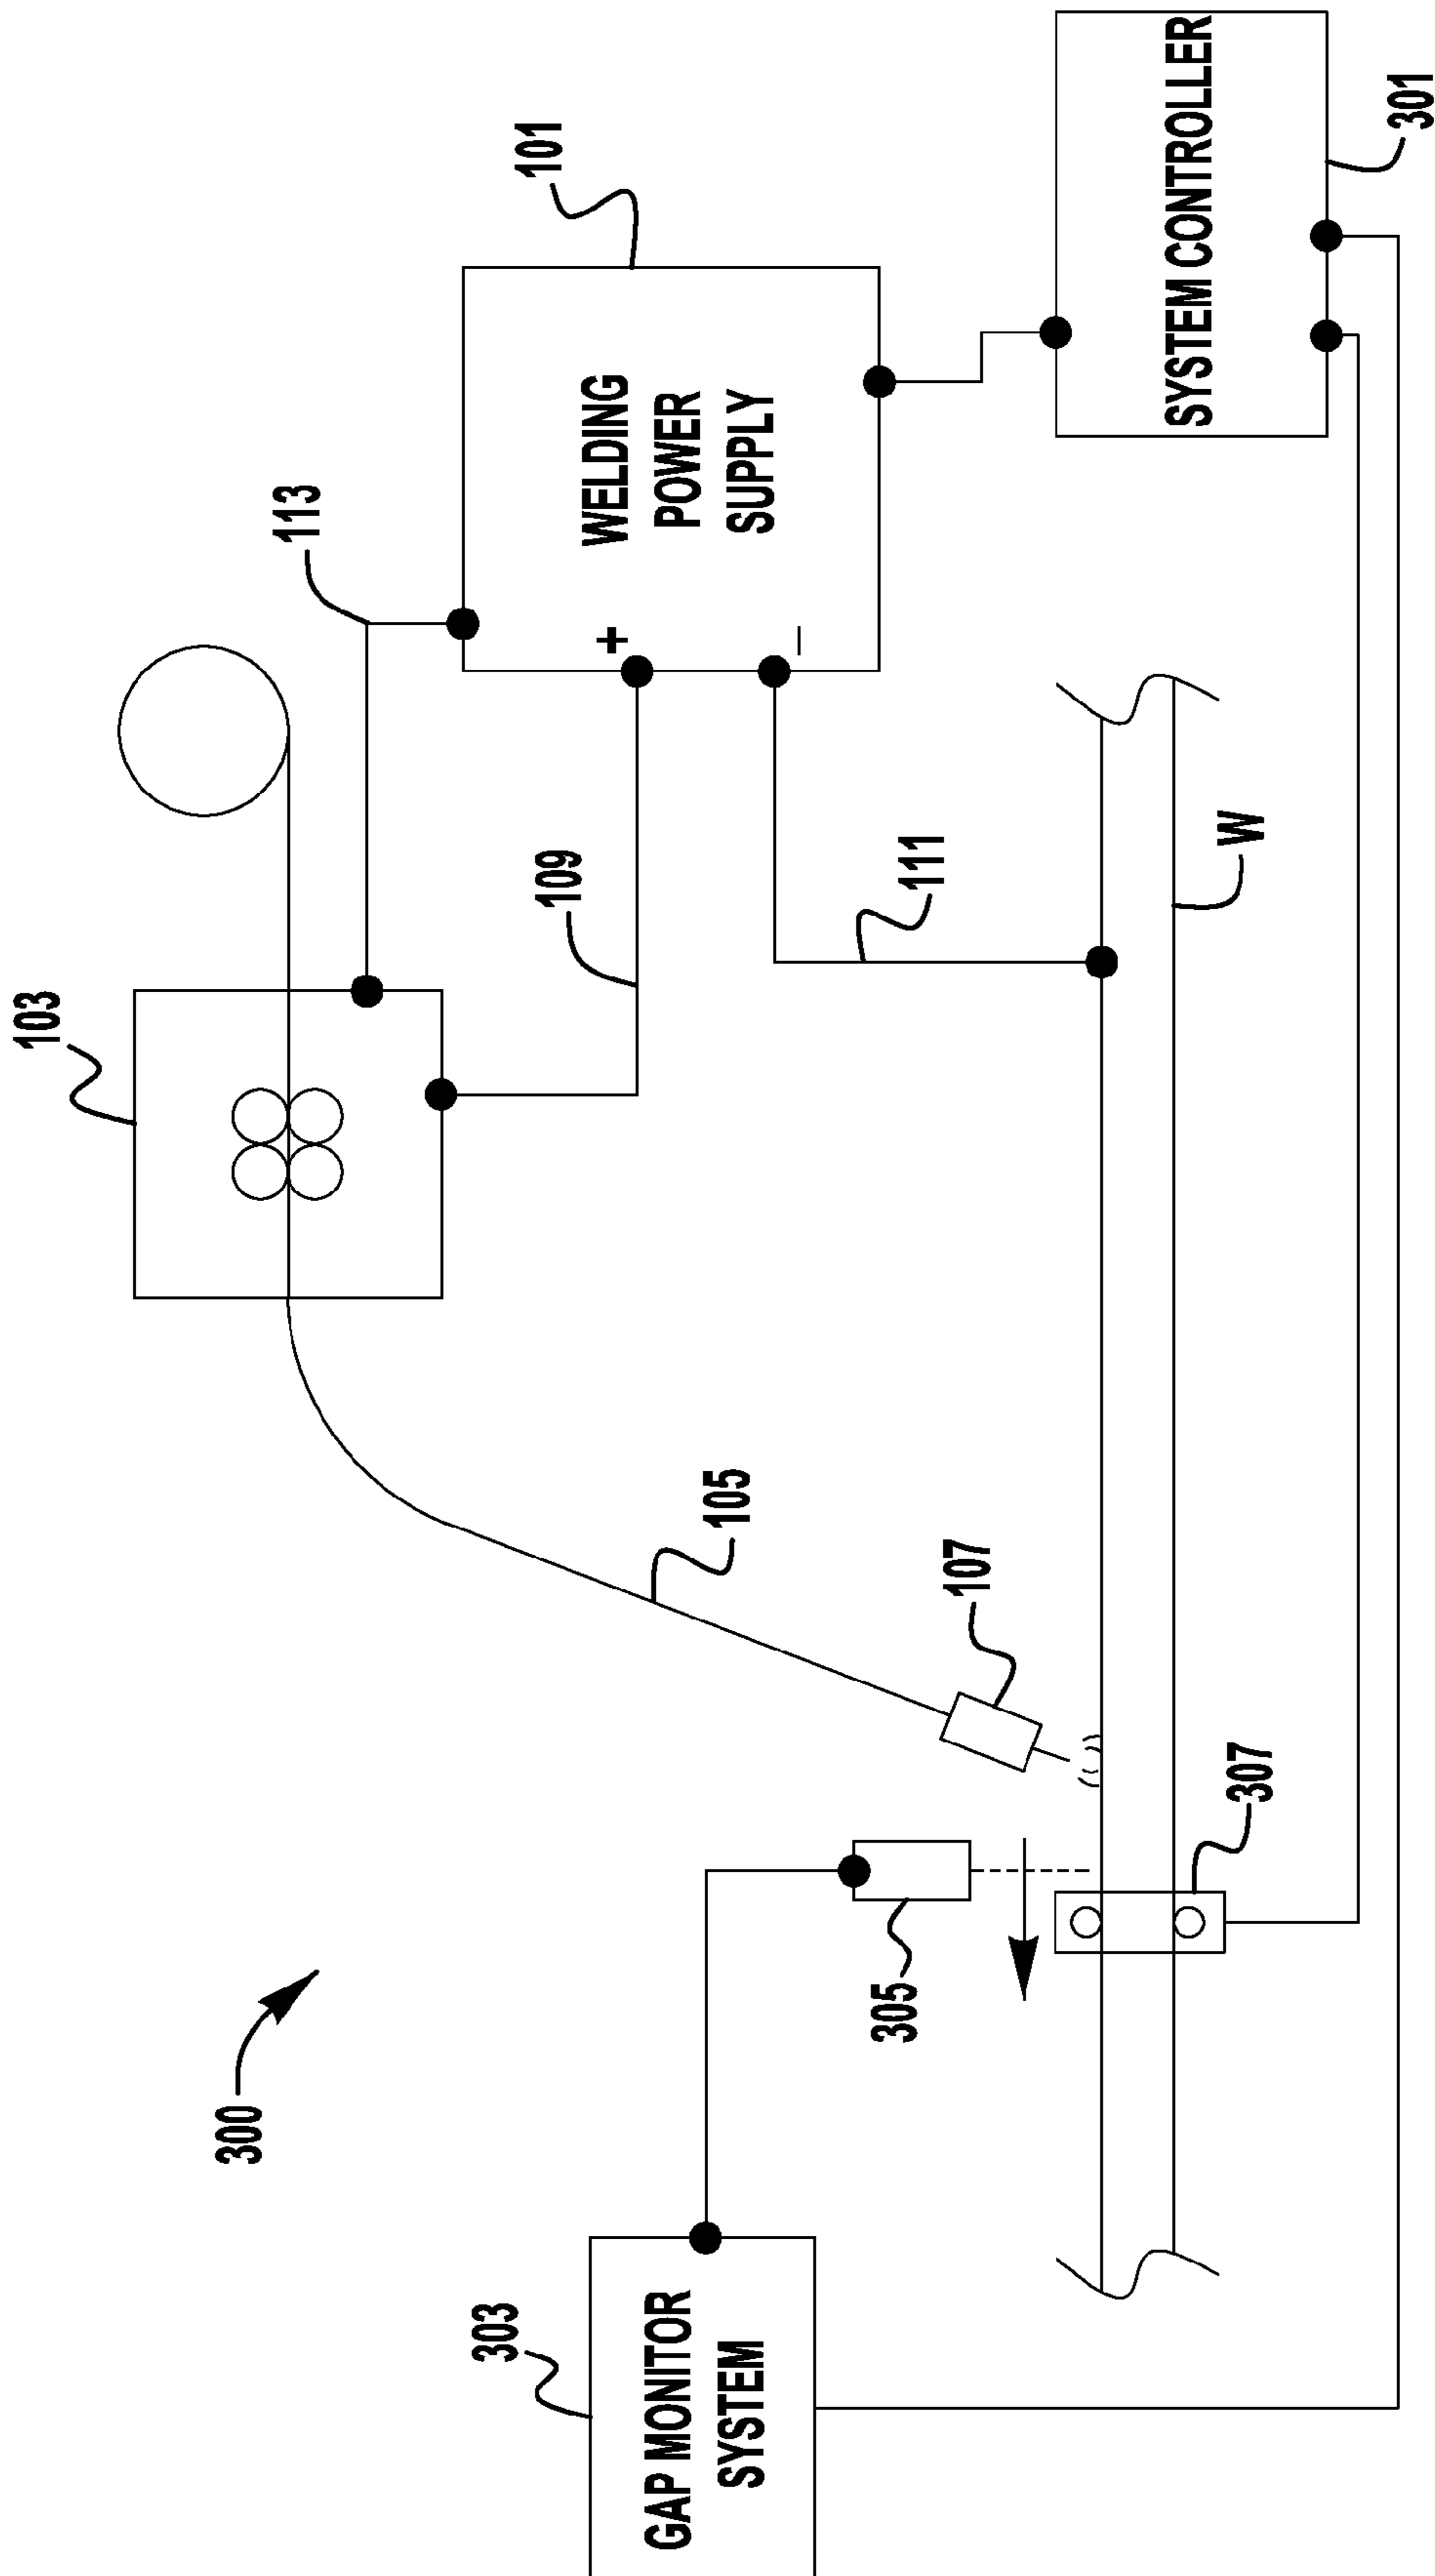 300
303
GAP MONITOR
SYSTEM
305
307
107
105
103
109
113
111
W
101
+
–
WELDING
POWER
SUPPLY
SYSTEM CONTROLLER
301